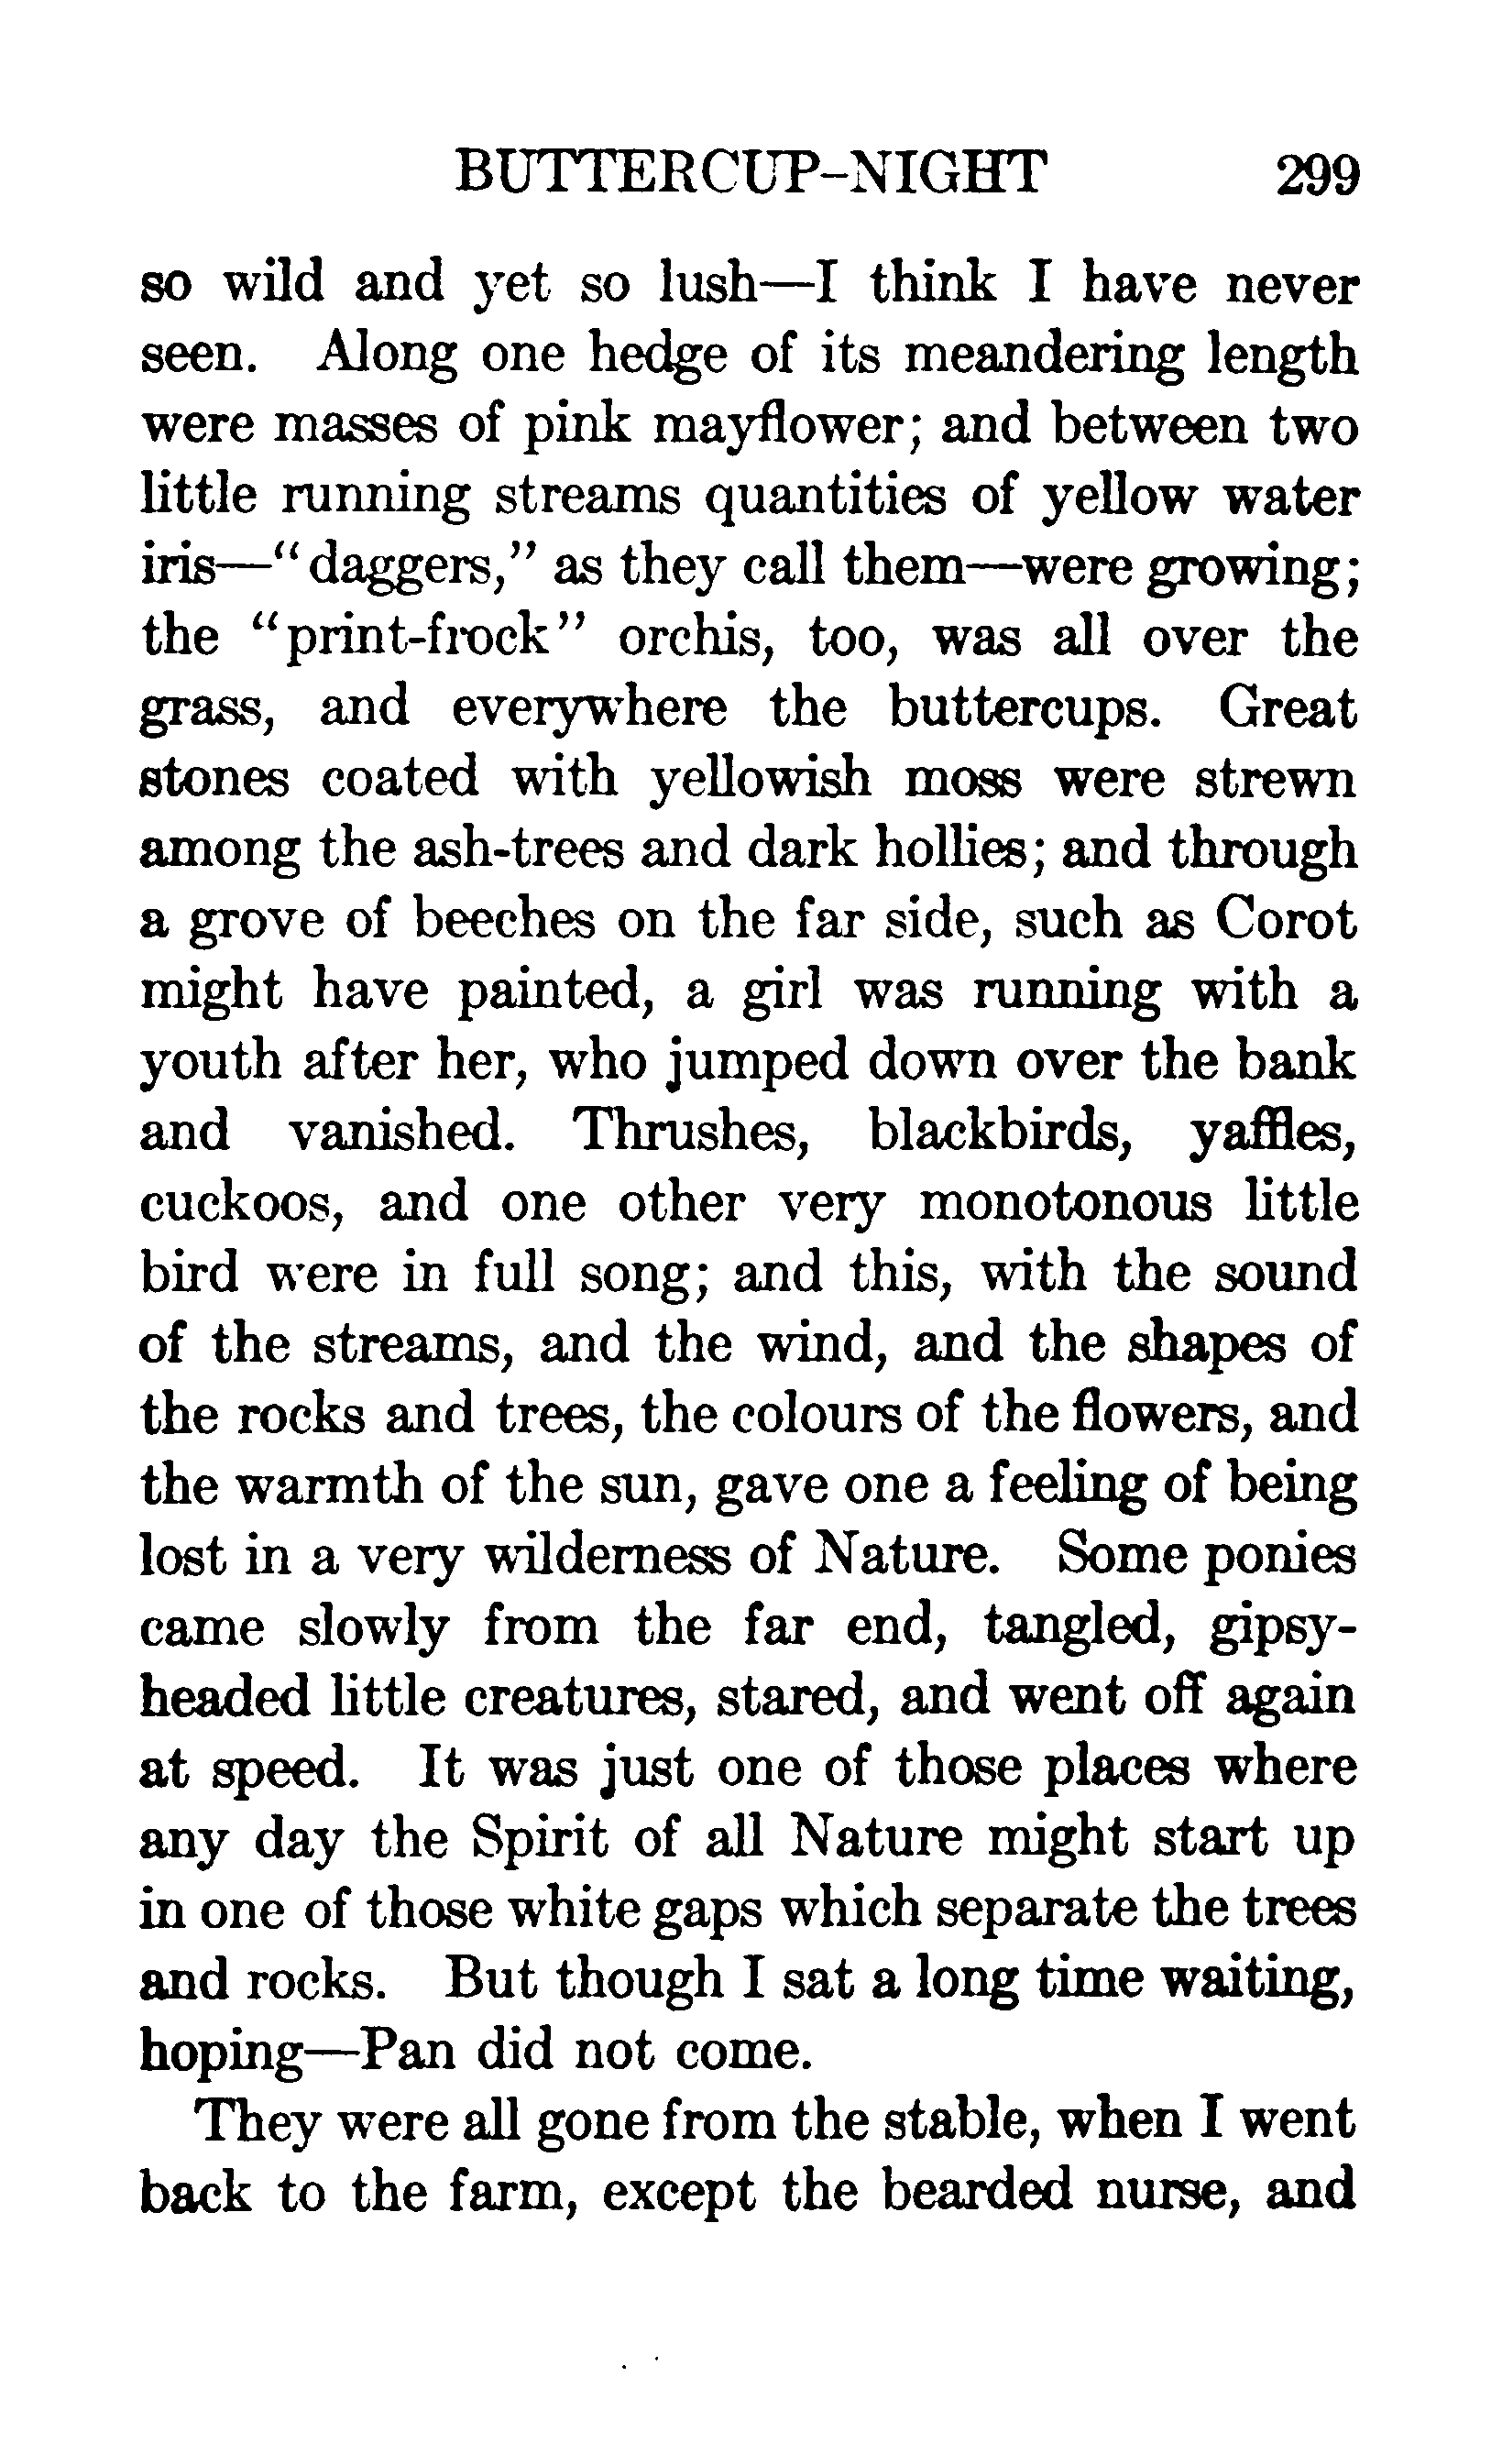 BUTTERCUP-NIGHT 299
so wild and yet so lush—I think I have never
seen. Along one hedge of its meandering length
were masses of pink mayflower; and between two
little running streams quantities of yellow water
iris—"daggers," as they call them—were growing;
the "print-frock" orchis, too, was all over the
grass, and everywhere the buttercups. Great
stones coated with yellowish moss were strewn
among the ash-trees and dark hollies; and through
a grove of beeches on the far side, such as Corot
might have painted, a girl was running with a
youth after her, who jumped down over the bank
and vanished. Thrushes, blackbirds, yaffles,
cuckoos, and one other very monotonous little
bird were in full song; and this, with the sound
of the streams, and the wind, and the shapes of
the rocks and trees, the colours of the flowers, and
the warmth of the sun, gave one a feeling of being
lost in a very wilderness of Nature. Some ponies
came slowly from the far end, tangled, gipsy-
headed little creatures, stared, and went off again
at speed. It was just one of those places where
any day the Spirit of all Nature might start up
in one of those white gaps which separate the trees
and rocks. But though I sat a long time waiting,
hoping—Pan did not come.
They were all gone from the stable, when I went
back to the farm, except the bearded nurse, and